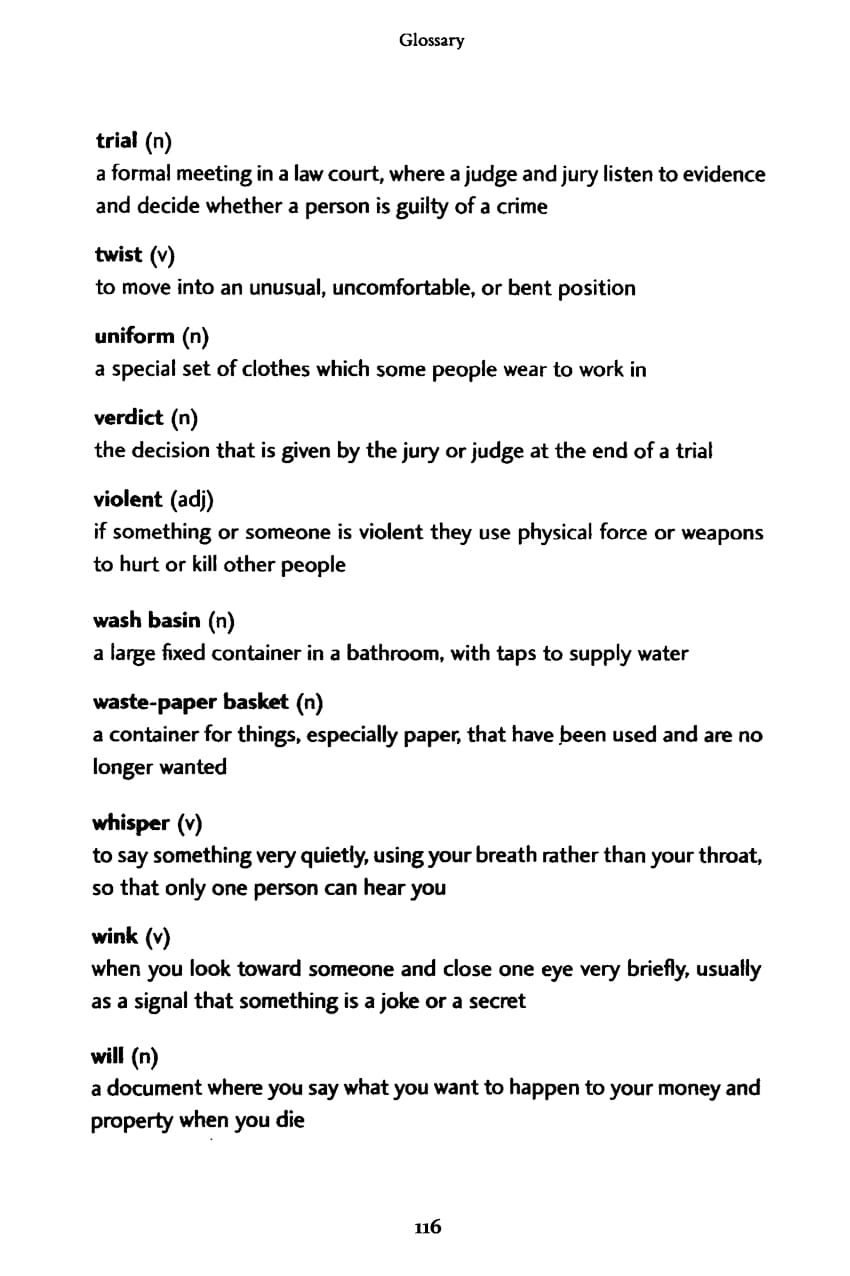 Glossary
trial (n)
a formal meeting in a law court, where a judge and jury listen to evidence
and decide whether a person is guilty of a crime
twist (v)
to move into an unusual, uncomfortable, or bent position
uniform (n)
a special set of clothes which some people wear to work in
verdict (n)
the decision that is given by the jury or judge at the end of a trial
violent (adj)
if something or someone is violent they use physical force or weapons
to hurt or kill other people
wash basin (n)
a large fixed container in a bathroom, with taps to supply water
waste-paper basket (n)
a container for things, especially paper, that have been used and are no
longer wanted
whisper (v)
to say something very quietly, using your breath rather than your throat,
so that only one person can hear you
wink (v)
when you look toward someone and close one eye very briefly, usually
as a signal that something is a joke or a secret
will (n)
a document where you say what you want to happen to your money and
property when you die
116